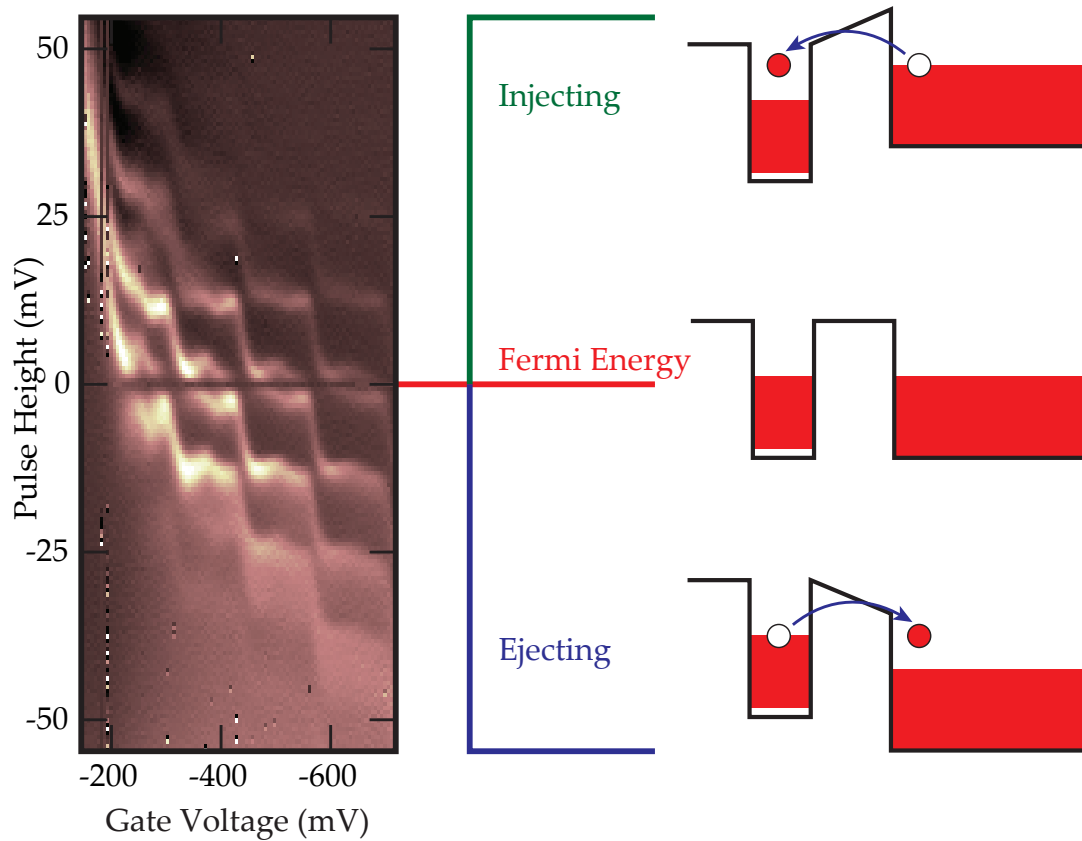 50
25
0
-25
-50
Pulse Height (mV)
-200 -400 -600
Gate Voltage (mV)
Injecting
Fermi Energy
Ejecting